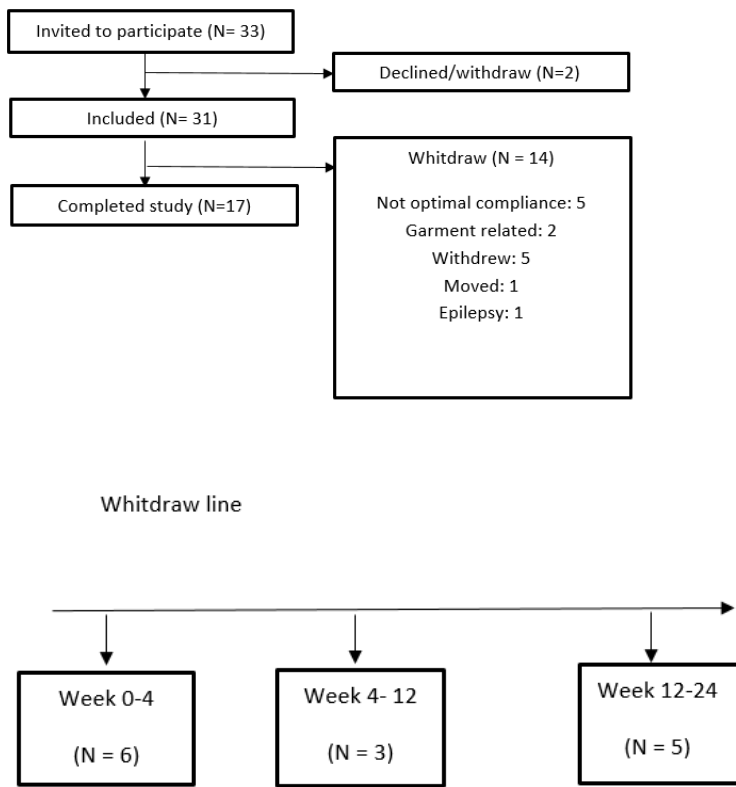 Invited to participate (N= 33)
Declined/withdraw (N=2)
Included (N= 31)
Whitdraw (N = 14)
Completed study (N=17)
Not optimal compliance: 5
Garment related: 2
Withdrew: 5
Moved: 1
Epilepsy: 1
Whitdraw line
Week 0-4
(N = 6)
Week 4- 12
(N = 3)
Week 12-24
(N = 5)